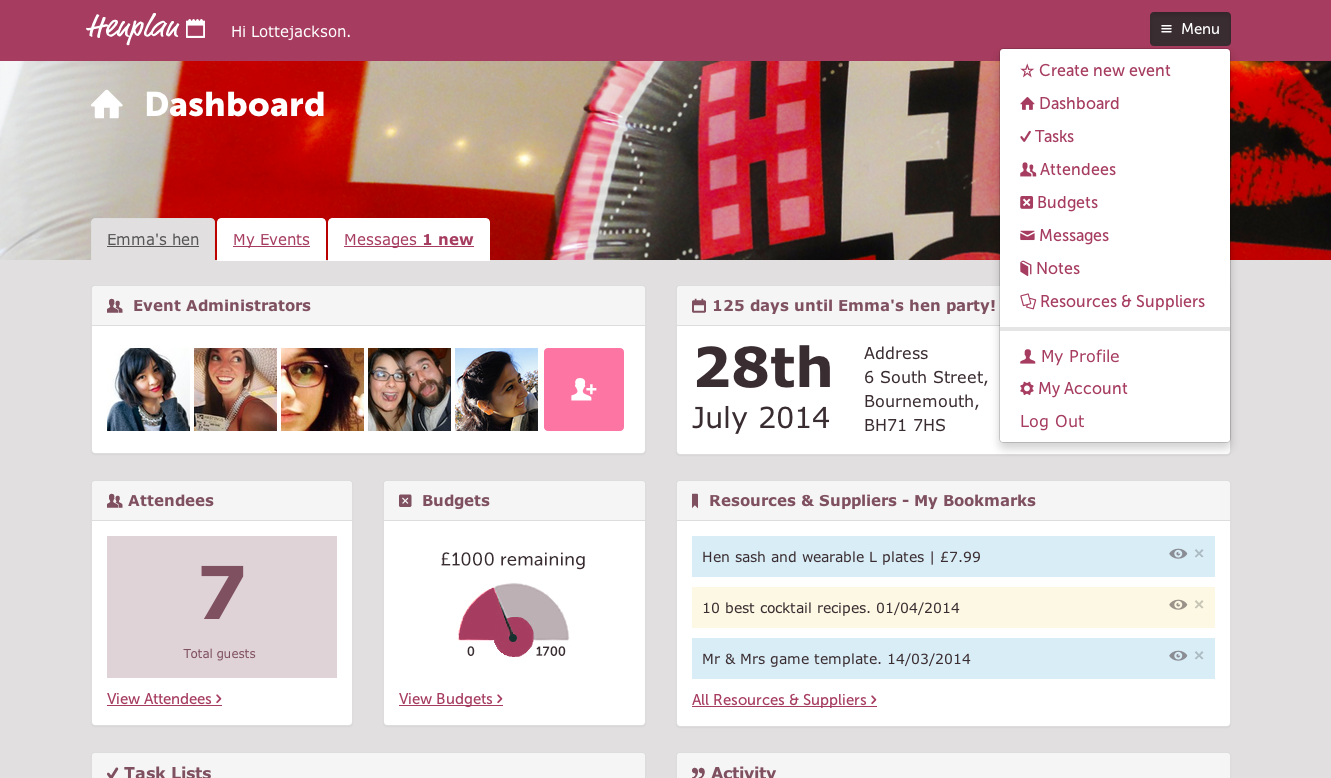 Henplan
Hi Lottejackson.
Menu
Create new event
Dashboard
Tasks
Attendees
Budgets
Messages
Notes
Resources & Suppliers
My Profile
My Account
Log Out
Dashboard
HE
Emma's hen
My Events
Messages 1 new
Event Administrators
125 days until Emma's hen party!
28th
July 2014
Address
6 South Street,
Bournemouth,
BH71 7HS
Attendees
7
Total guests
View Attendees >
Budgets
£1000 remaining
0
1700
View Budgets >
Resources & Suppliers - My Bookmarks
Hen sash and wearable L plates | £7.99
10 best cocktail recipes. 01/04/2014
Mr & Mrs game template. 14/03/2014
All Resources & Suppliers >
Task Lists
Activity